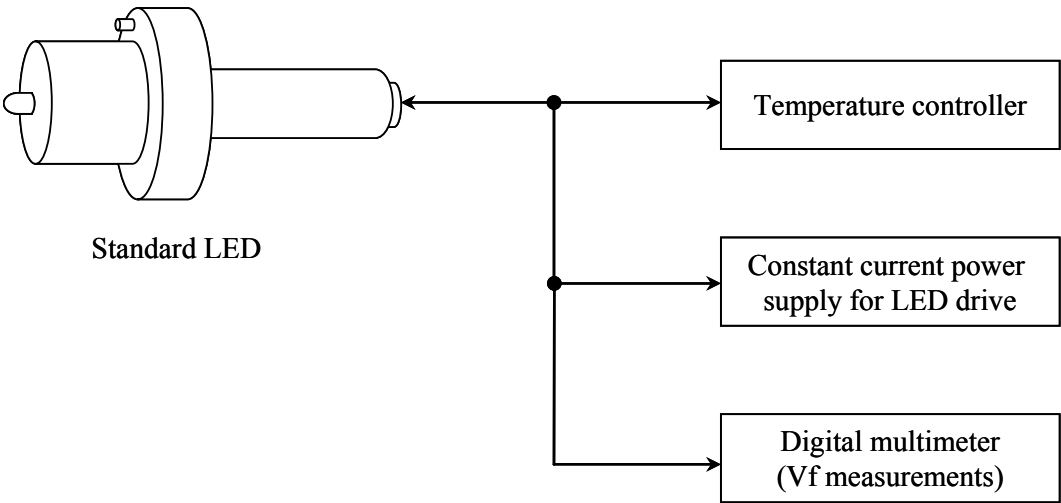 Temperature controller
Standard LED
Constant current power
supply for LED drive
Digital multimeter
(Vf measurements)